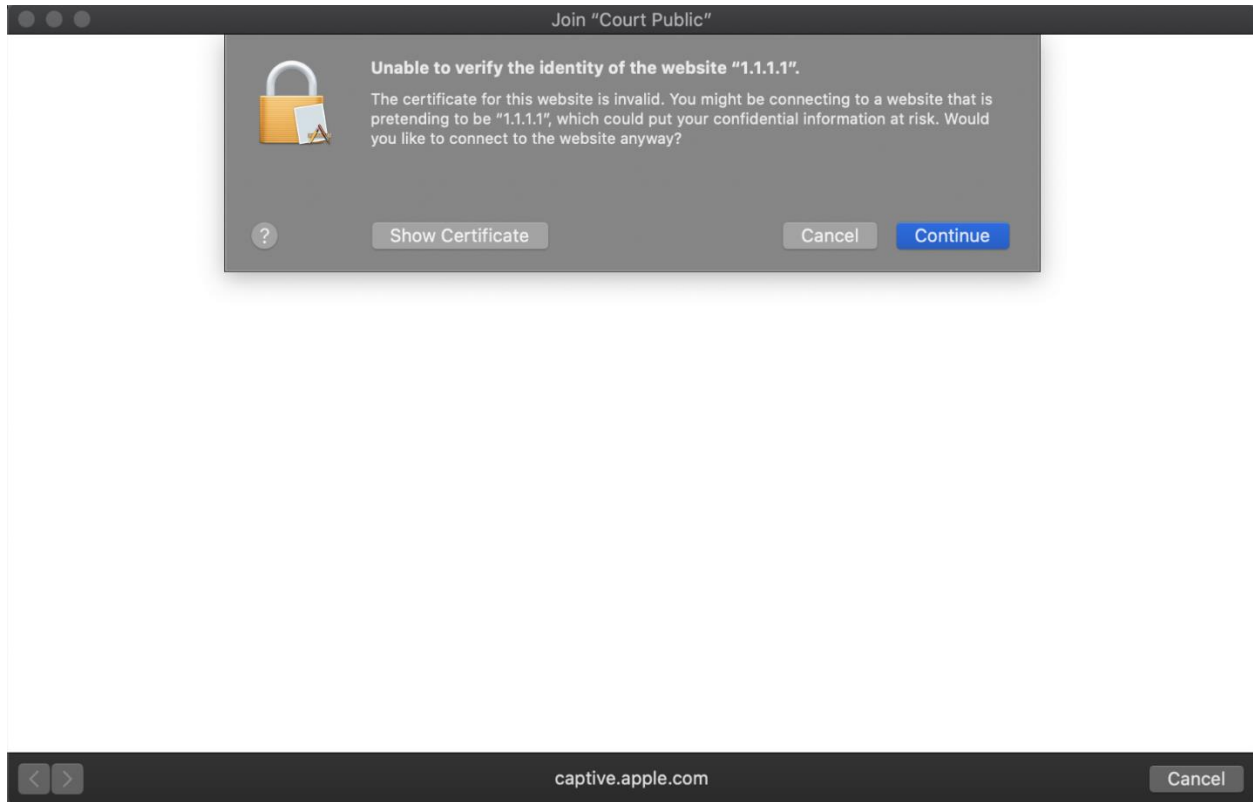 Join “Court Public”
Unable to verify the identity of the website “1.1.1.1”.
The certificate for this website is invalid. You might be connecting to a website that is
pretending to be “1.1.1.1”, which could put your confidential information at risk. Would
you like to connect to the website anyway?
? Show Certificate Cancel Continue
captive.apple.com Cancel